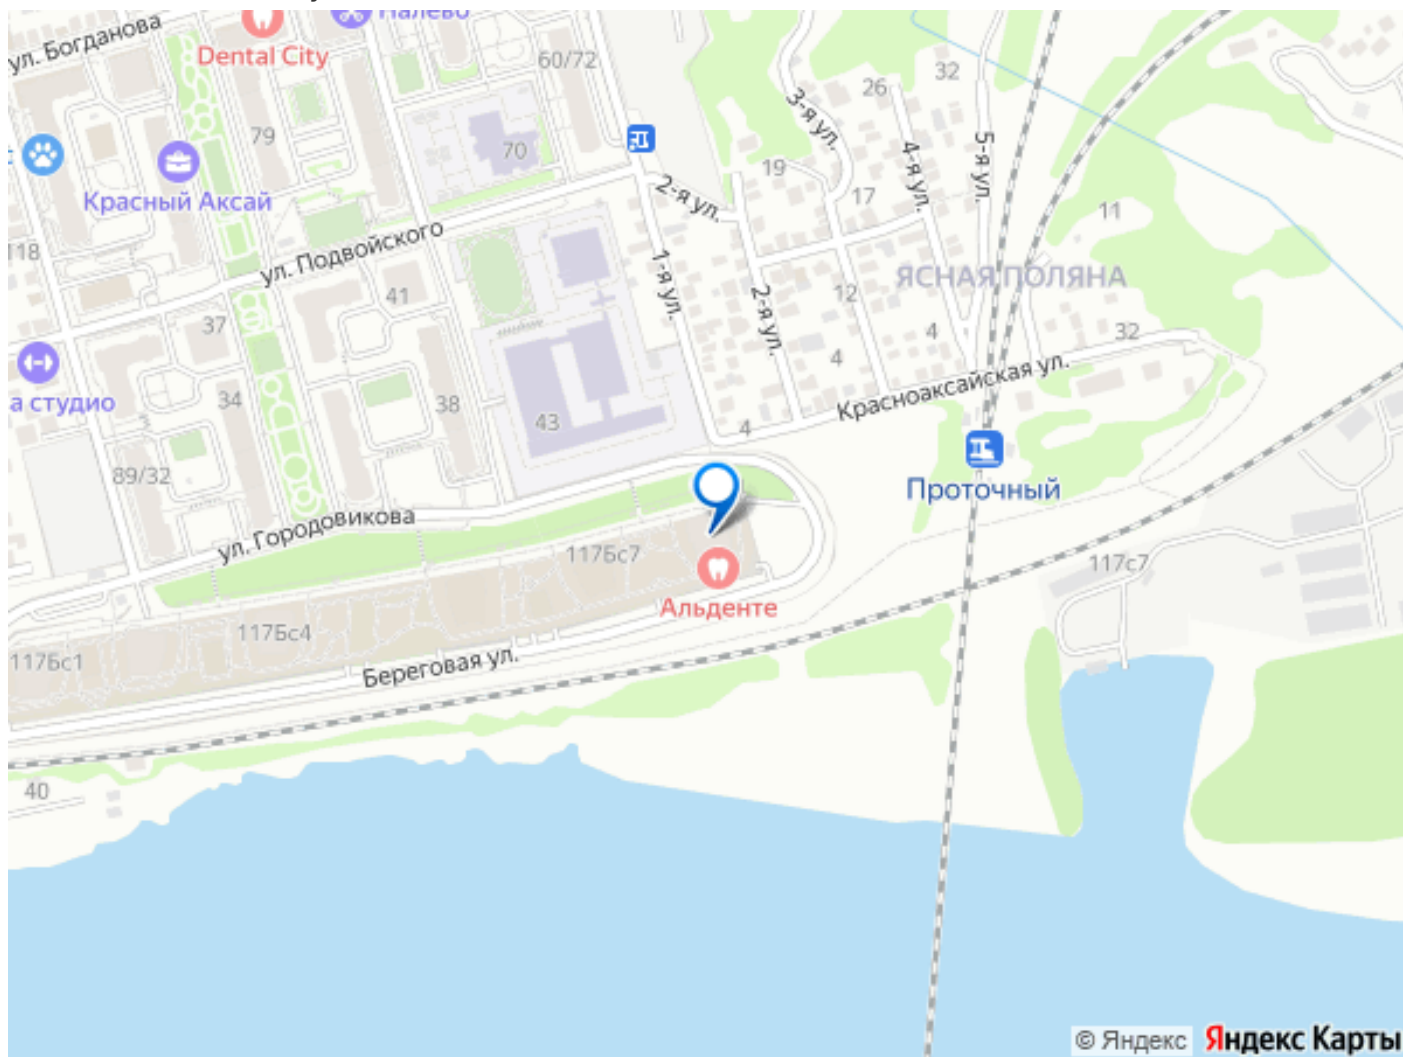 ул. Богданова
Налево
Dental City
60/72
32
26
3-я ул.
4-я ул.
5-я ул.
79
70
19
Красный Аксай
2-я ул.
17
11
118
ул. Подвойского
1-я ул.
ЯСНАЯ ПОЛЯНА
41
12
2-я ул.
37
4
32
4
а студио
34
38
Красноаксайская ул.
43
4
89/32
Проточный
ул. Городовикова
117Бс7
117с7
Альденте
117Бс4
117Бс1
Береговая ул.
40
© Яндекс Яндекс Карты